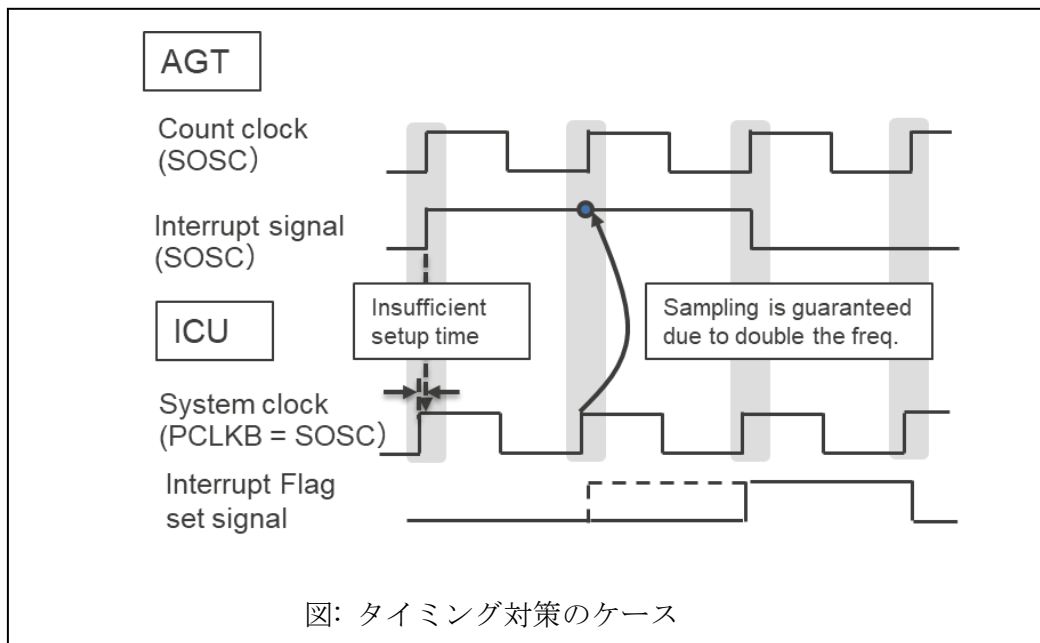 AGT
Count clock
(SOSC)
Interrupt signal
(SOSC)
Insufficient
setup time
Sampling is guaranteed
due to double the freq.
ICU
System clock
(PCLKB = SOSC)
Interrupt Flag
set signal
図: タイミング対策のケース